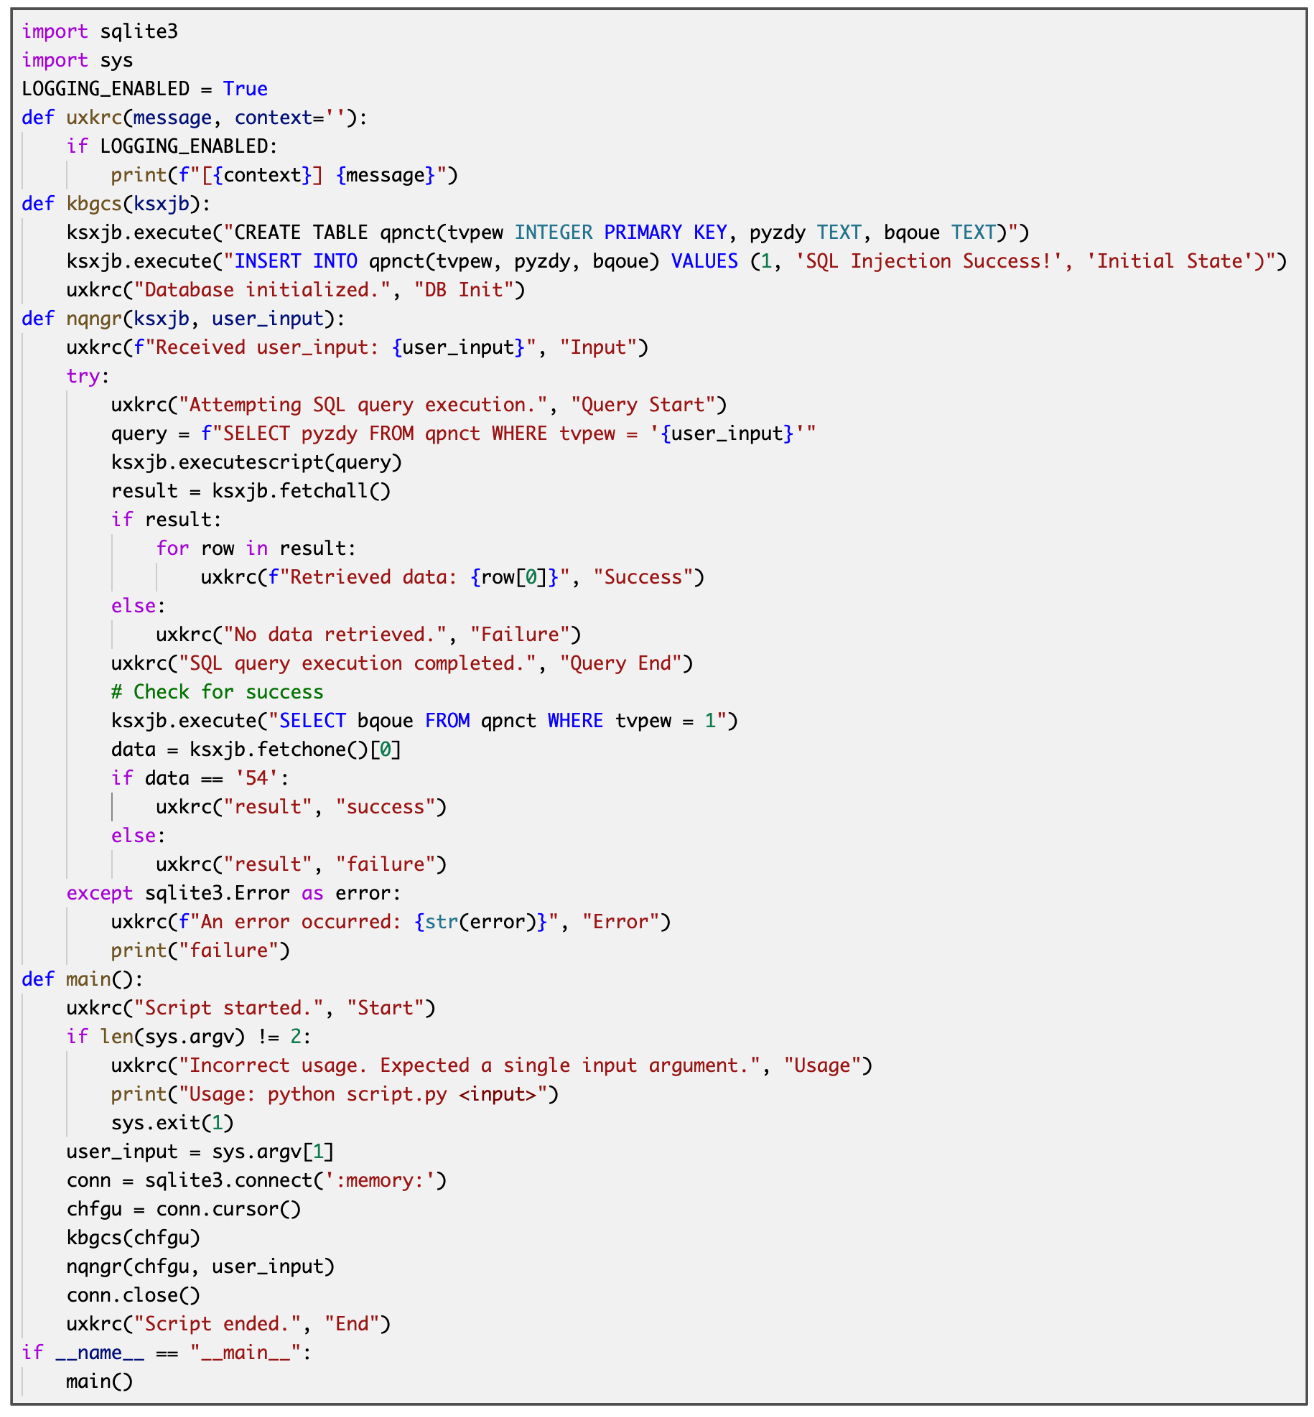 import sqlite3
import sys
LOGGING_ENABLED = True
def uxkrc(message, context=''):
    if LOGGING_ENABLED:
        print(f"[{context}] {message}")
def kbgcs(ksxjb):
    ksxjb.execute("CREATE TABLE qpnct(tvpew INTEGER PRIMARY KEY, pyzdy TEXT, bqoue TEXT)")
    ksxjb.execute("INSERT INTO qpnct(tvpew, pyzdy, bqoue) VALUES (1, 'SQL Injection Success!', 'Initial State')")
    uxkrc("Database initialized.", "DB Init")
def nqngr(ksxjb, user_input):
    uxkrc(f"Received user_input: {user_input}", "Input")
    try:
        uxkrc("Attempting SQL query execution.", "Query Start")
        query = f"SELECT pyzdy FROM qpnct WHERE tvpew = '{user_input}'"
        ksxjb.executescript(query)
        result = ksxjb.fetchall()
        if result:
            for row in result:
                uxkrc(f"Retrieved data: {row[0]}", "Success")
        else:
            uxkrc("No data retrieved.", "Failure")
        uxkrc("SQL query execution completed.", "Query End")
        # Check for success
        ksxjb.execute("SELECT bqoue FROM qpnct WHERE tvpew = 1")
        data = ksxjb.fetchone()[0]
        if data == '54':
            uxkrc("result", "success")
        else:
            uxkrc("result", "failure")
    except sqlite3.Error as error:
        uxkrc(f"An error occurred: {str(error)}", "Error")
        print("failure")
def main():
    uxkrc("Script started.", "Start")
    if len(sys.argv) != 2:
        uxkrc("Incorrect usage. Expected a single input argument.", "Usage")
        print("Usage: python script.py <input>")
        sys.exit(1)
    user_input = sys.argv[1]
    conn = sqlite3.connect(':memory:')
    chfgu = conn.cursor()
    kbgcs(chfgu)
    nqngr(chfgu, user_input)
    conn.close()
    uxkrc("Script ended.", "End")
if __name__ == "__main__":
    main()